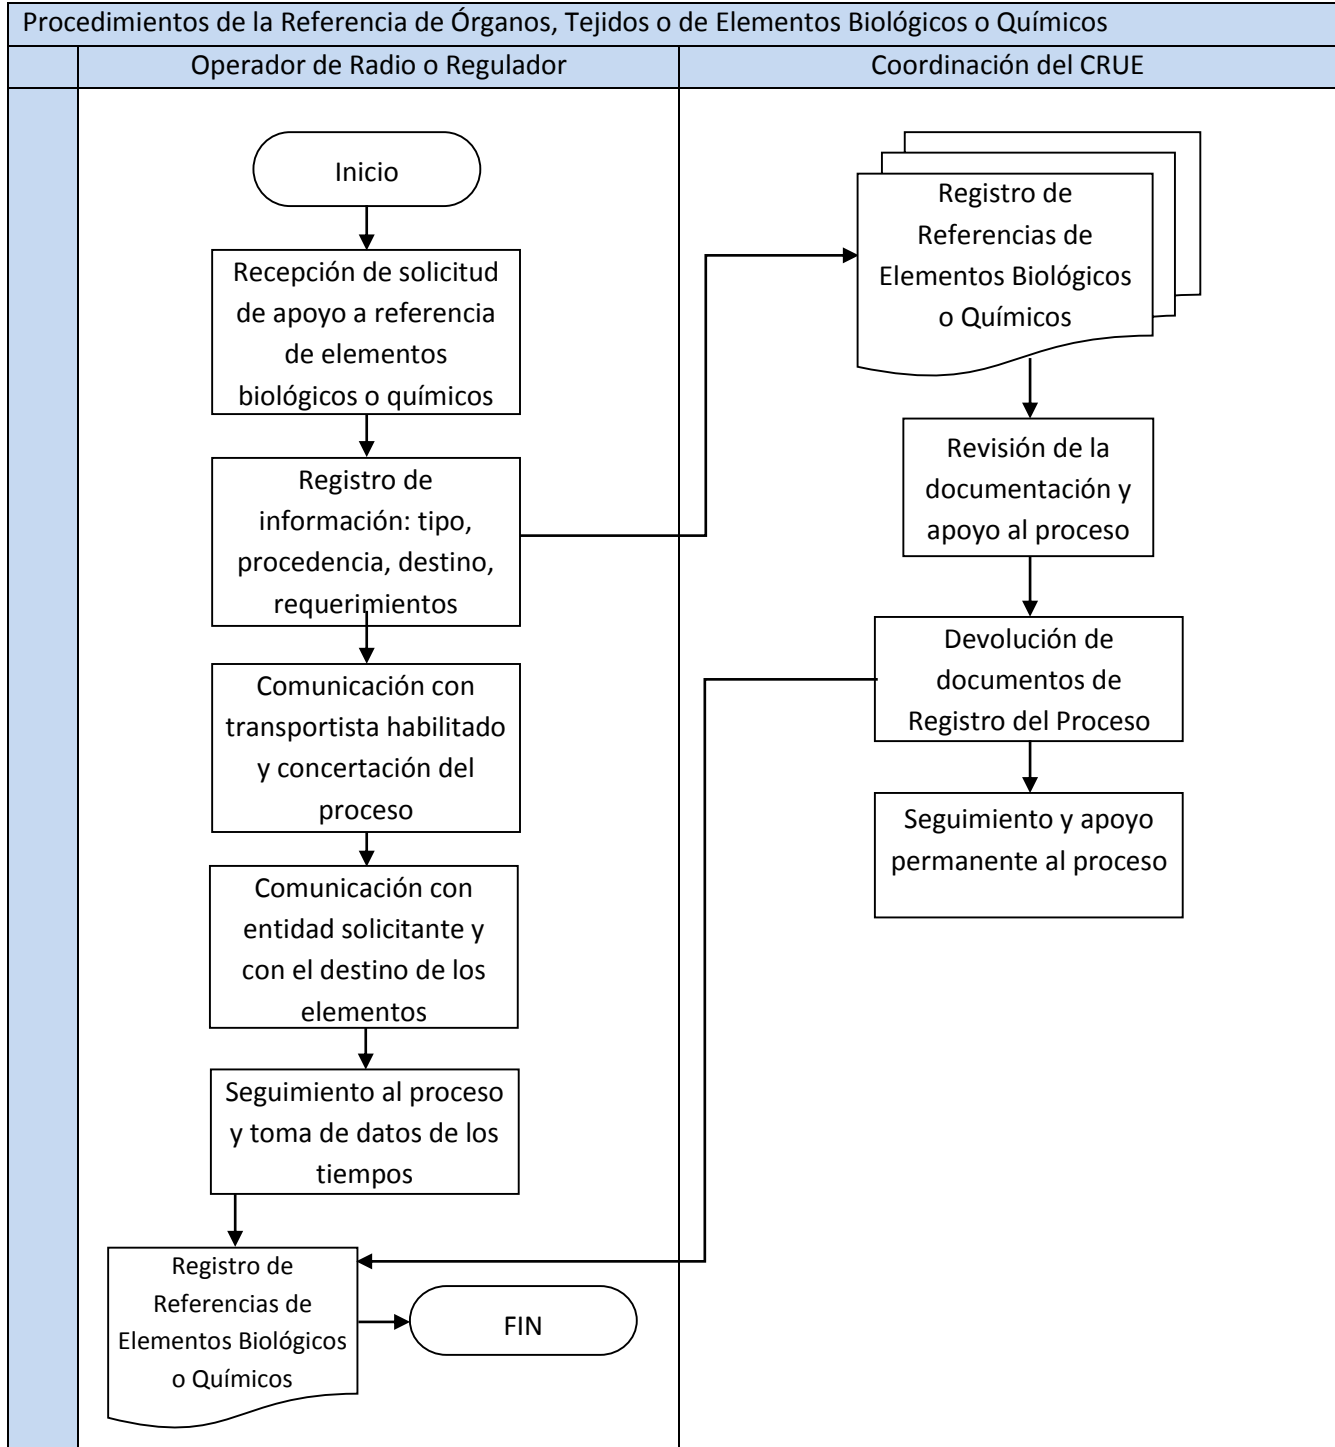 Procedimientos de la Referencia de Órganos, Tejidos o de Elementos Biológicos o Químicos
Operador de Radio o Regulador
Coordinación del CRUE
Inicio
Recepción de solicitud
de apoyo a referencia
de elementos
biológicos o químicos
Registro de
información: tipo,
procedencia, destino,
requerimientos
Comunicación con
transportista habilitado
y concertación del
proceso
Comunicación con
entidad solicitante y
con el destino de los
elementos
Seguimiento al proceso
y toma de datos de los
tiempos
Registro de
Referencias de
Elementos Biológicos
o Químicos
FIN
Registro de
Referencias de
Elementos Biológicos
o Químicos
Revisión de la
documentación y
apoyo al proceso
Devolución de
documentos de
Registro del Proceso
Seguimiento y apoyo
permanente al proceso